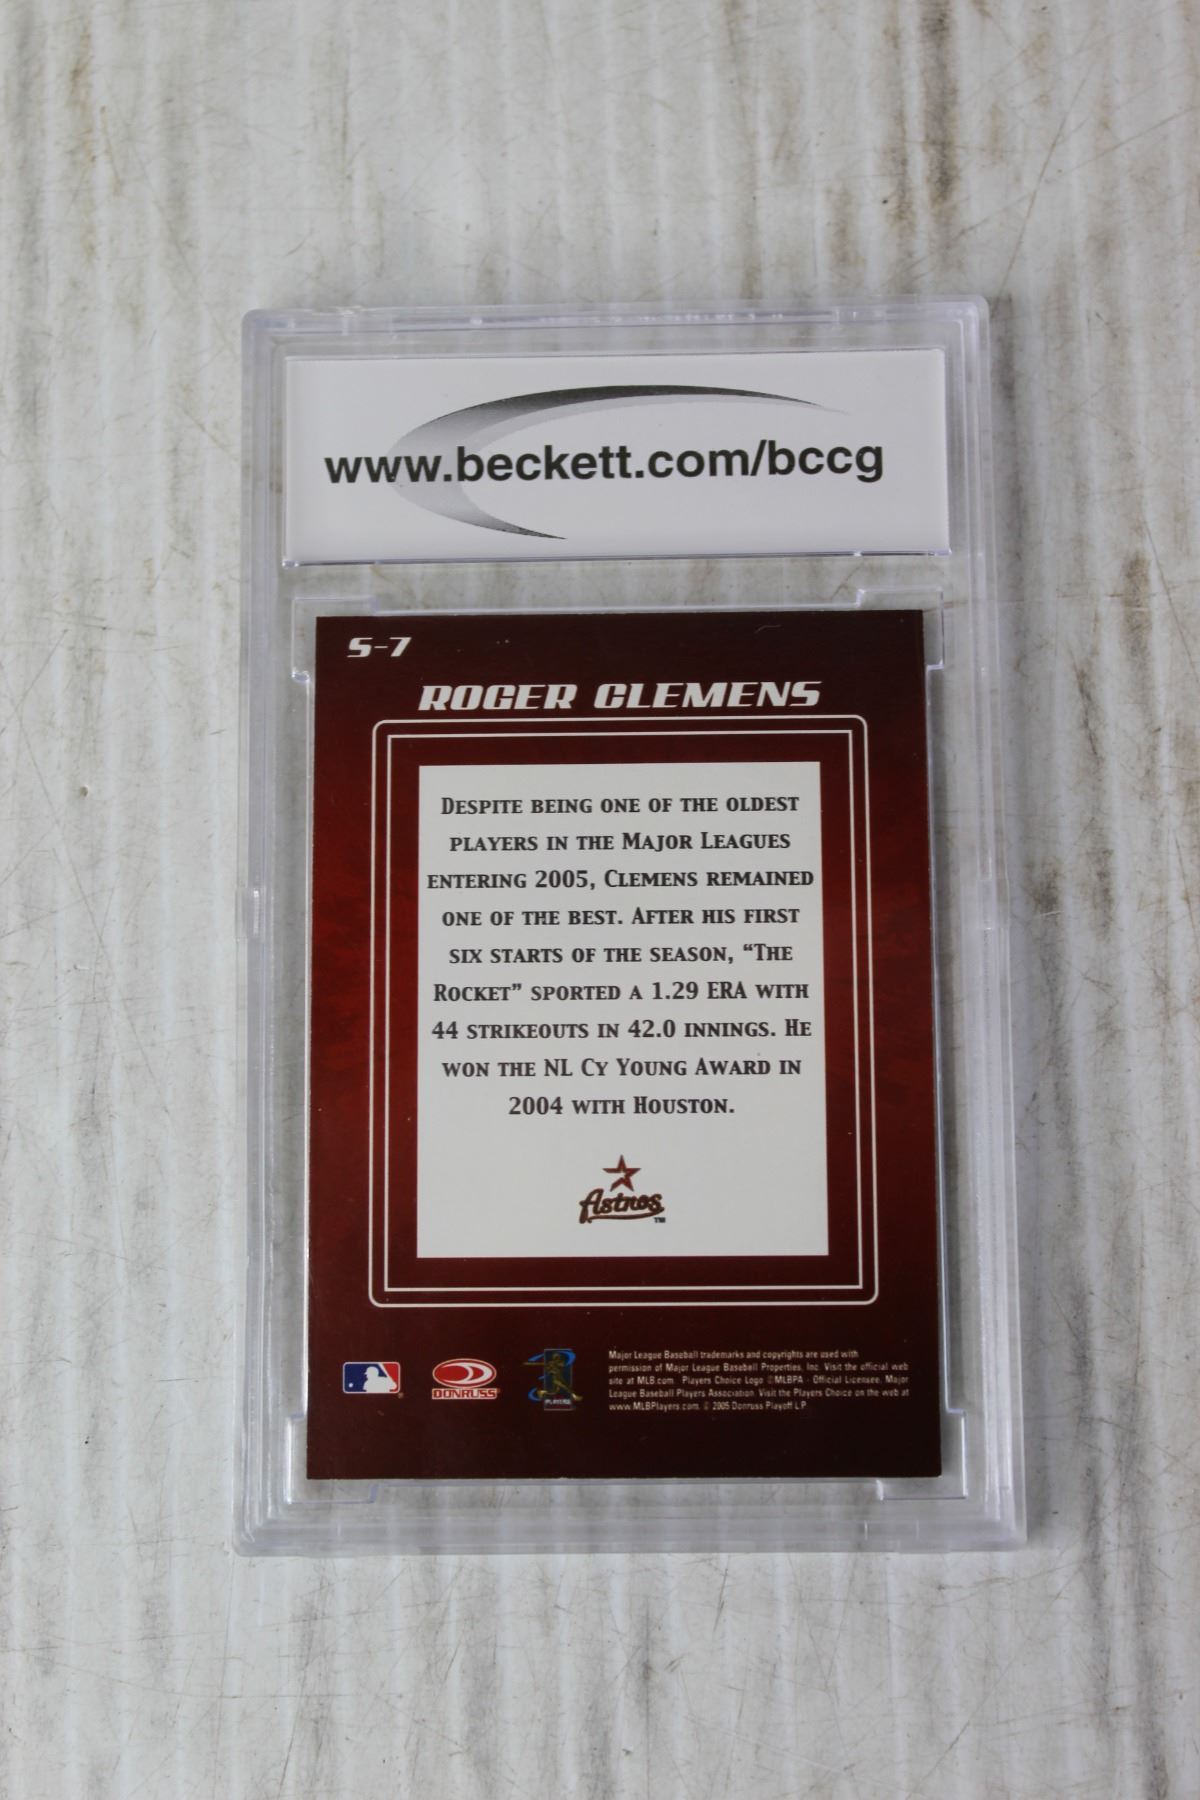 www.beckett.com/bccg
S-7
ROGER CLEMENS
DESPITE BEING ONE OF THE OLDEST
PLAYERS IN THE MAJOR LEAGUES
ENTERING 2005, CLEMENS REMAINED
ONE OF THE BEST. AFTER HIS FIRST
SIX STARTS OF THE SEASON, “THE
ROCKET” SPORTED A 1.29 ERA WITH
44 STRIKEOUTS IN 42.0 INNINGS. HE
WON THE NL CY YOUNG AWARD IN
2004 WITH HOUSTON.
Astros
TM
DONRUSS
PLAYERS
Major League Baseball trademarks and copyrights are used with
permission of Major League Baseball Properties, Inc. Visit the official web
site at MLB.com. Players Choice Logo ©MLBPA - Official Licensee. Major
League Baseball Players Association. Visit the Players Choice on the web at
www.MLBPlayers.com. © 2005 Donruss Playoff L.P.